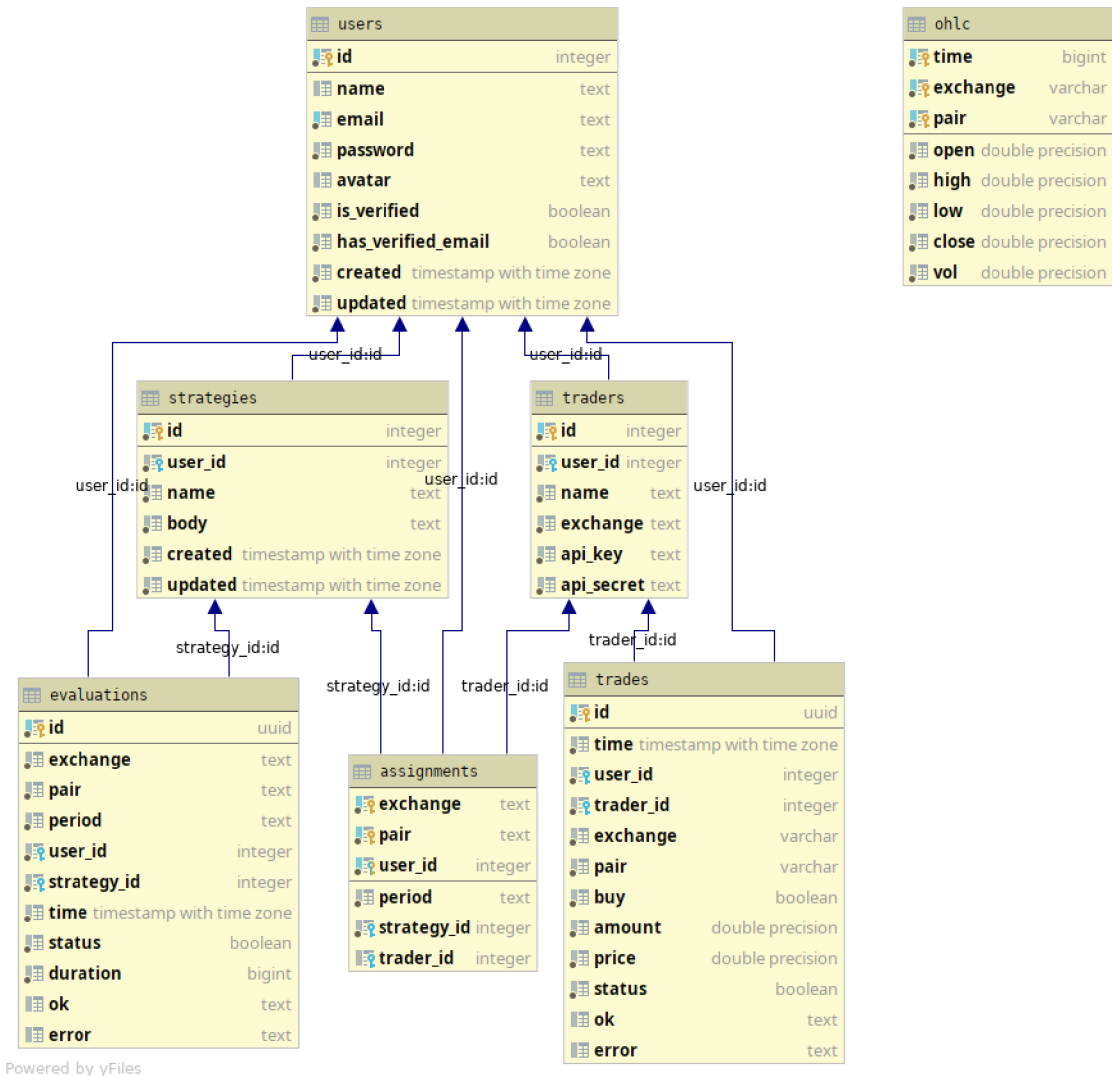 users
id integer
name text
email text
password text
avatar text
is_verified boolean
has_verified_email boolean
created timestamp with time zone
updated timestamp with time zone
ohlc
time bigint
exchange varchar
pair varchar
open double precision
high double precision
low double precision
close double precision
vol double precision
user_id:id
user_id:id
strategies
id integer
user_id integer
name text
body text
created timestamp with time zone
updated timestamp with time zone
traders
id integer
user_id integer
name text
exchange text
api_key text
api_secret text
user_id:id
user_id:id
user_id:id
strategy_id:id
strategy_id:id
trader_id:id
trader_id:id
evaluations
id uuid
exchange text
pair text
period text
user_id integer
strategy_id integer
time timestamp with time zone
status boolean
duration bigint
ok text
error text
assignments
exchange text
pair text
user_id integer
period text
strategy_id integer
trader_id integer
trades
id uuid
time timestamp with time zone
user_id integer
trader_id integer
exchange varchar
pair varchar
buy boolean
amount double precision
price double precision
status boolean
ok text
error text
Powered by yFiles